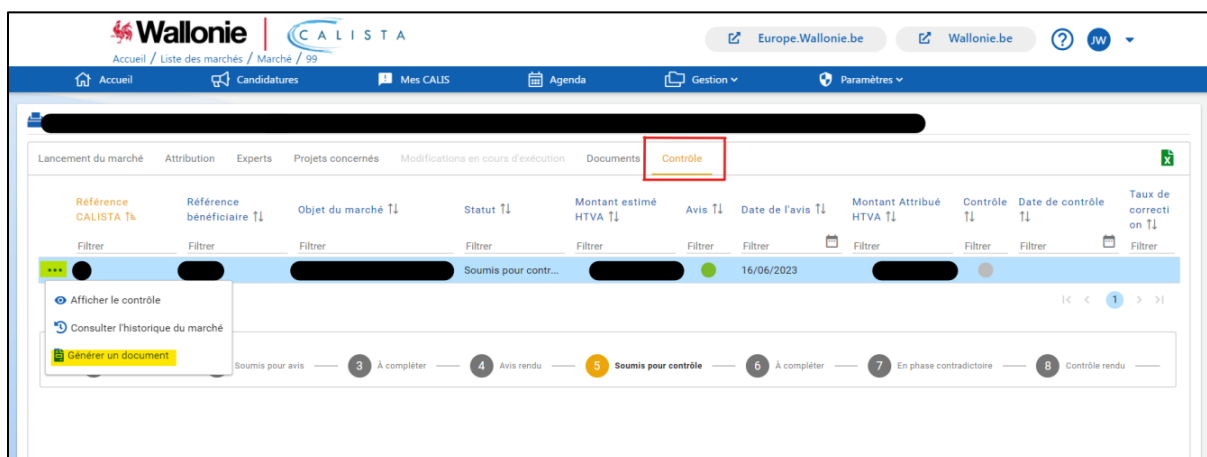 Wallonie CALISTA Europe.Wallonie.be Wallonie.be ? JW
Accueil / Liste des marchés / Marché / 99
Accueil Candidatures Mes CALIS Agenda Gestion Paramètres
Lancement du marché Attribution Experts Projets concernés Modifications en cours d'exécution Documents Contrôle
Référence CALISTA Référence bénéficiaire Objet du marché Statut Montant estimé HTVA Avis Date de l'avis Montant Attribué HTVA Contrôle Date de contrôle Taux de correction
Filtrer Filtrer Filtrer Filtrer Filtrer Filtrer Filtrer Filtrer Filtrer Filtrer Filtrer
Soumis pour contr... 16/06/2023
Afficher le contrôle
1
Consulter l'historique du marché
Générer un document
Soumis pour avis 3 À compléter 4 Avis rendu 5 Soumis pour contrôle 6 À compléter 7 En phase contradictoire 8 Contrôle rendu